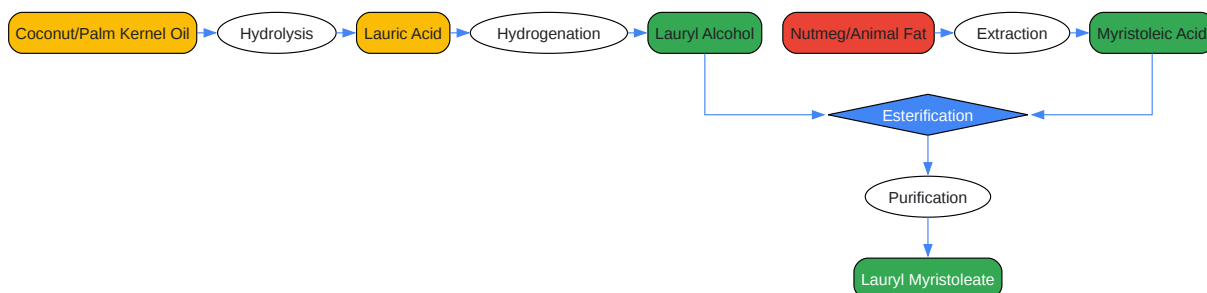 Coconut/Palm Kernel Oil
Hydrolysis
Lauric Acid
Hydrogenation
Lauryl Alcohol
Nutmeg/Animal Fat
Extraction
Myristoleic Acid
Esterification
Purification
Lauryl Myristoleate